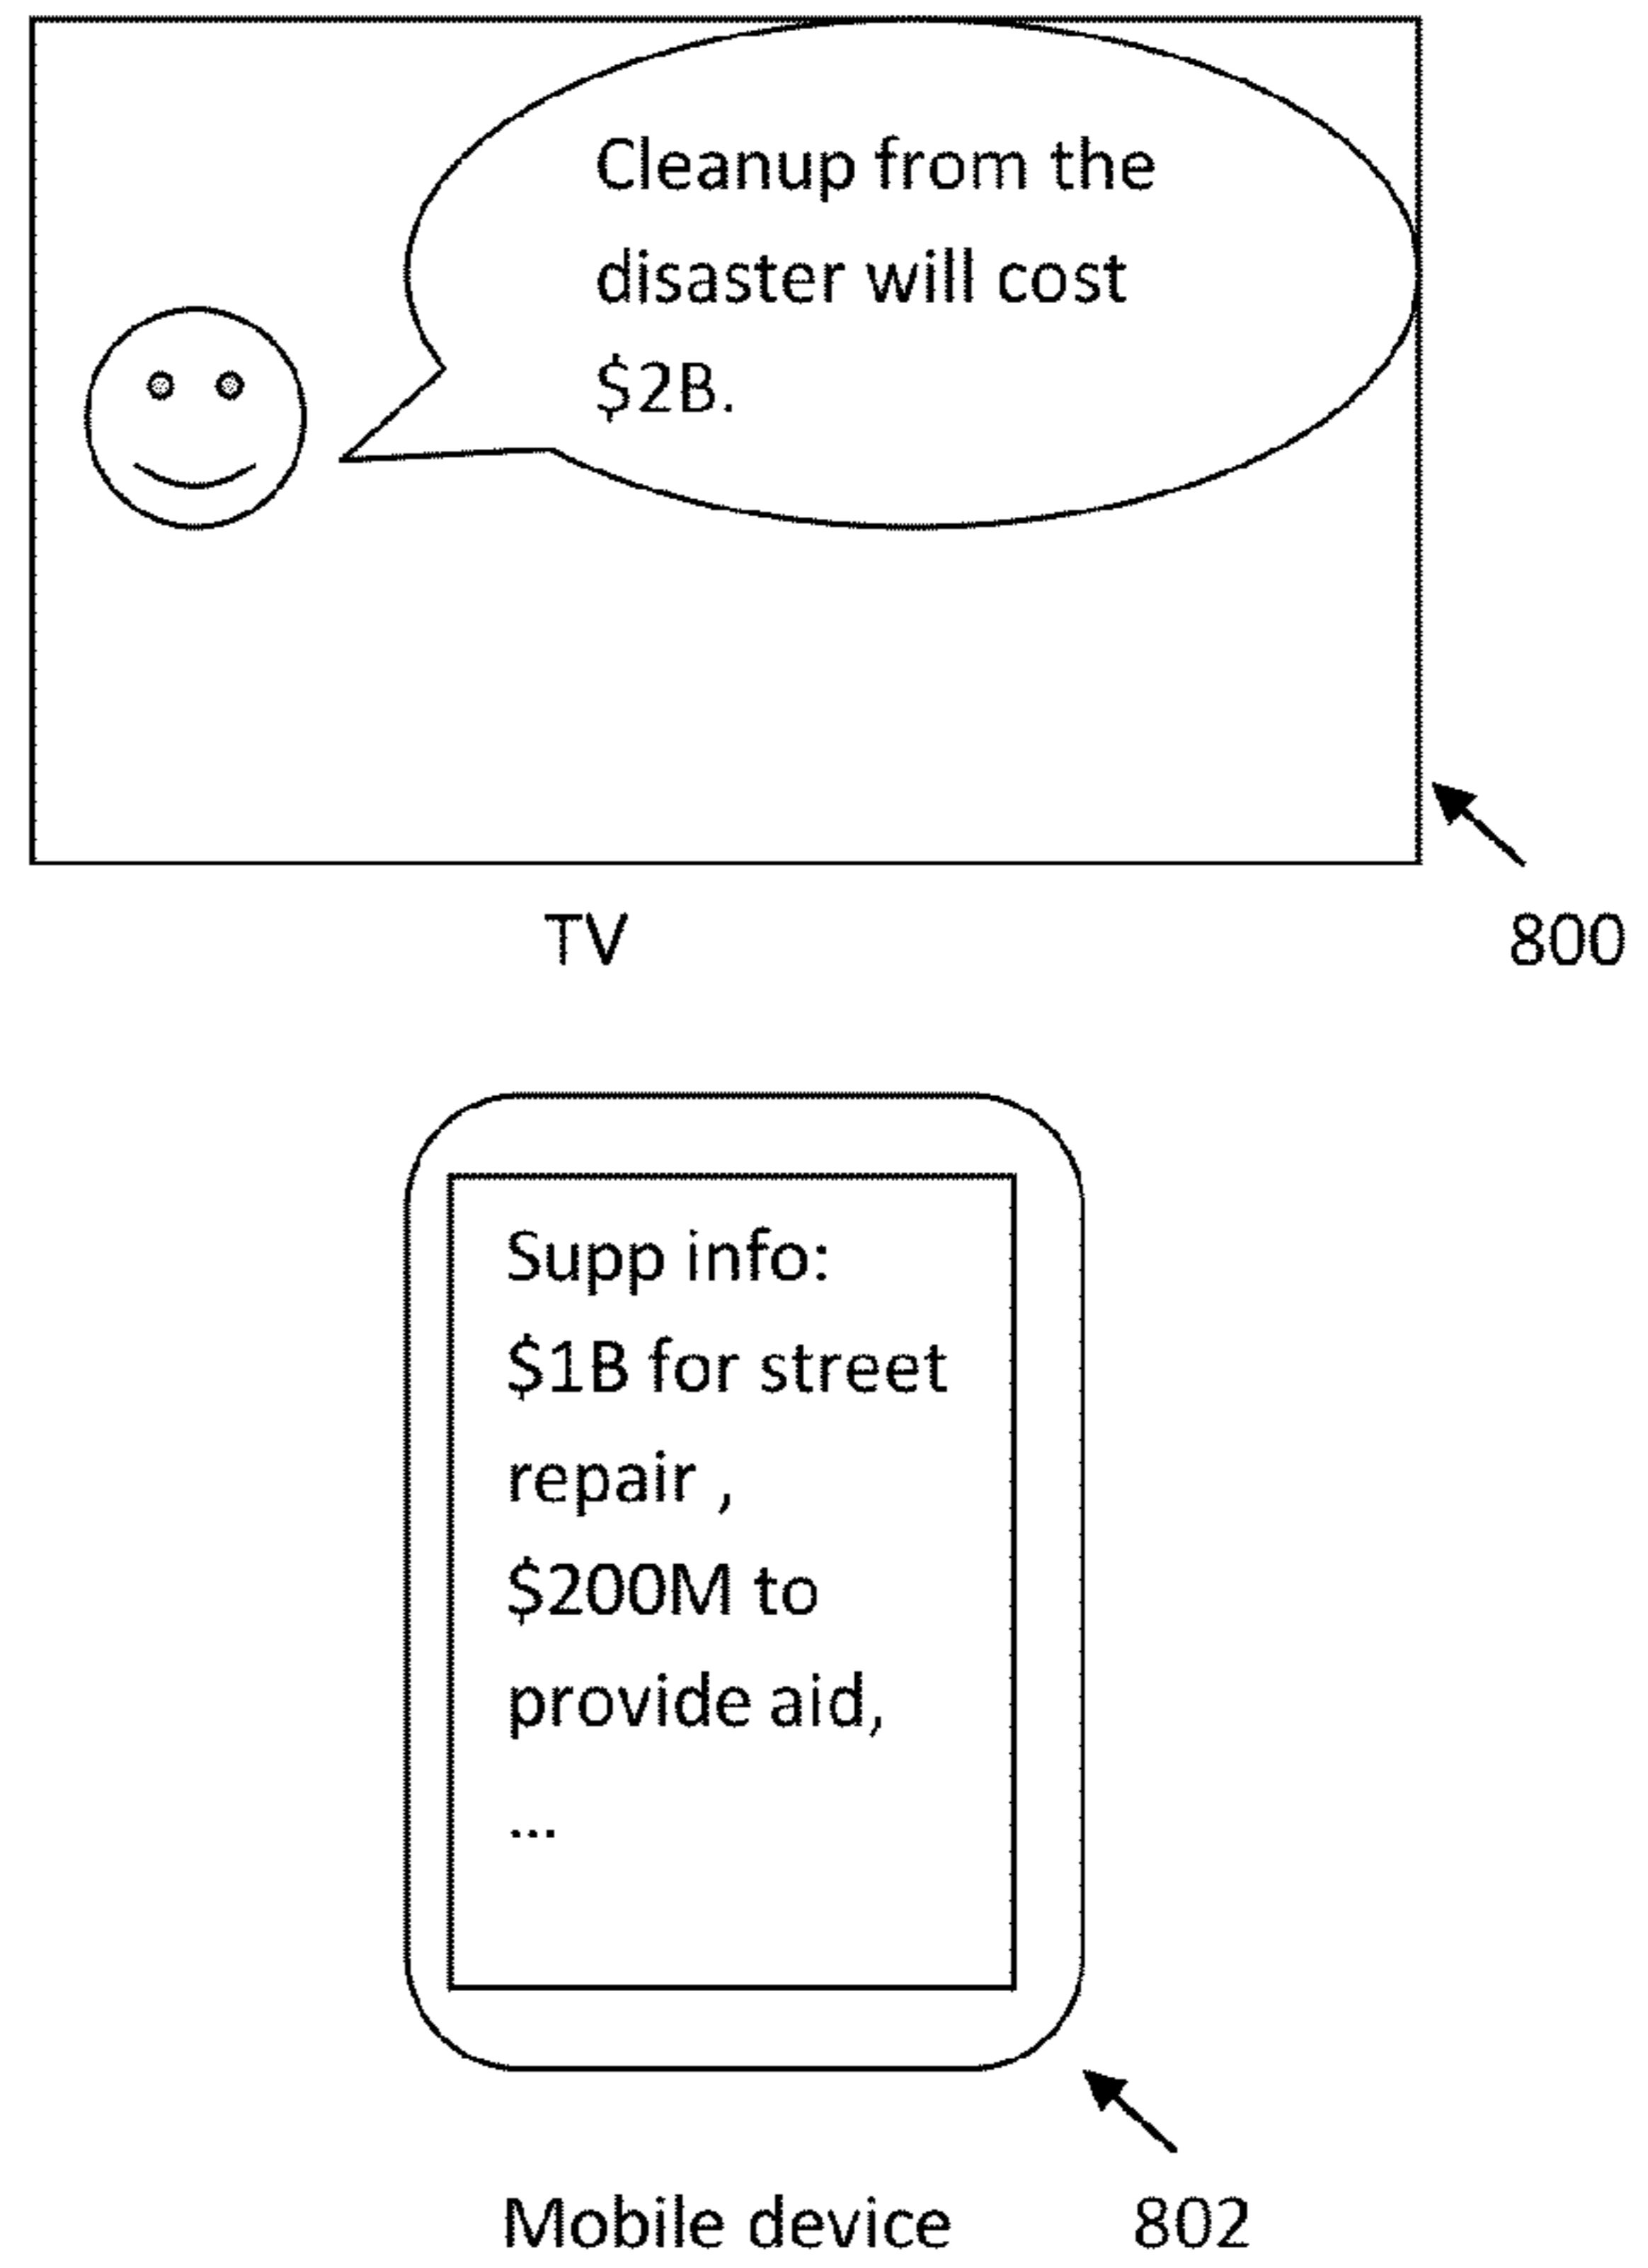 Cleanup from the
disaster will cost
$2B.
TV
800
Supp info:
$1B for street
repair ,
$200M to
provide aid,
...
Mobile device
802